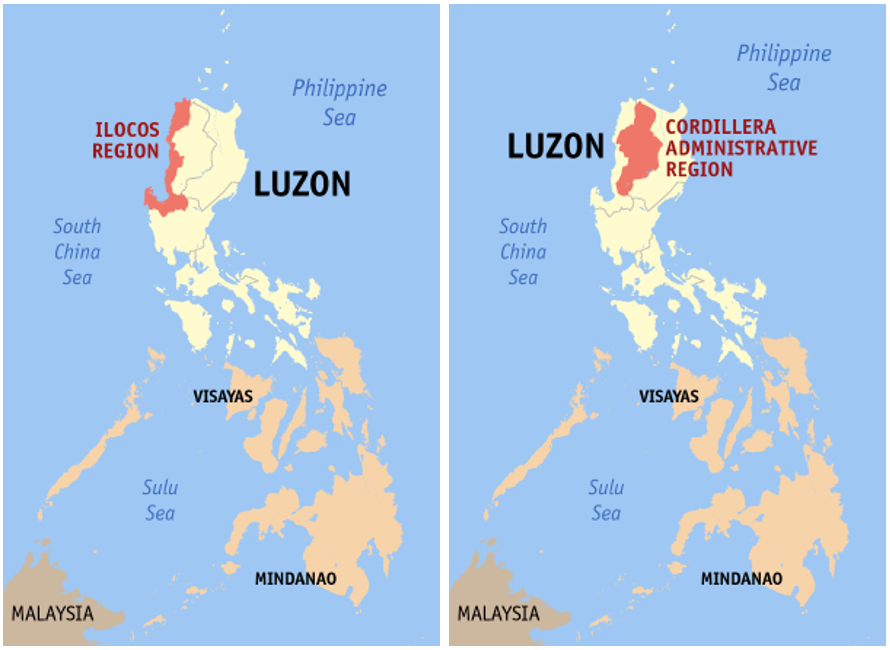 Philippine
Sea
ILOCOS
REGION
LUZON
South
China
Sea
VISAYAS
Sulu
Sea
MINDANAO
MALAYSIA
Philippine
Sea
LUZON
CORDILLERA
ADMINISTRATIVE
REGION
South
China
Sea
VISAYAS
Sulu
Sea
MINDANAO
MALAYSIA